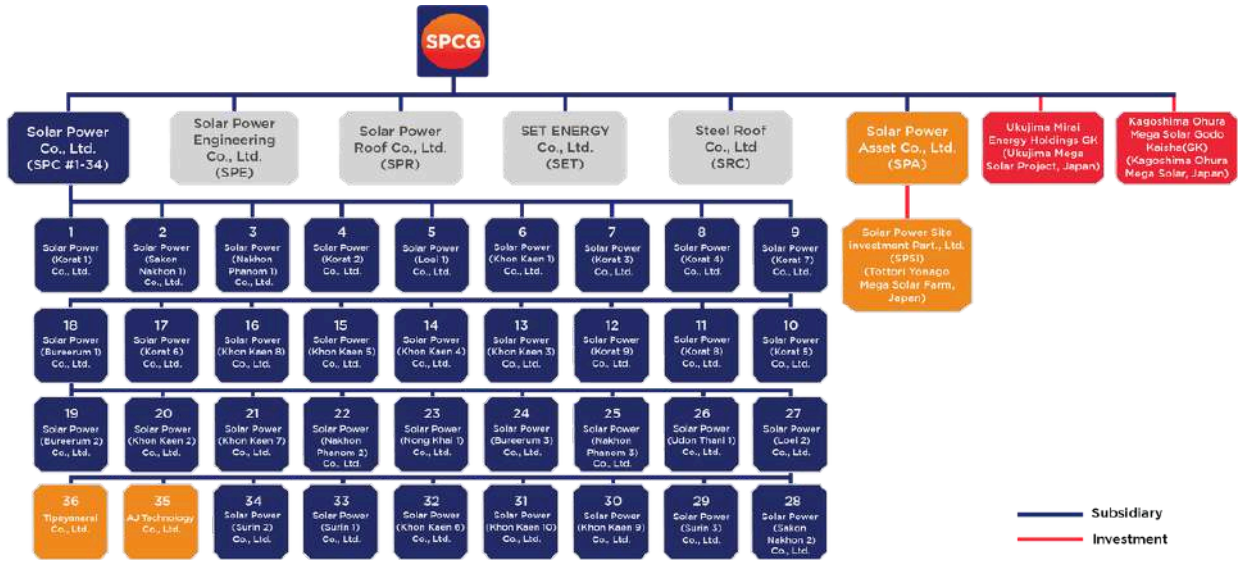 SPCG
Solar Power
Co., Ltd.
(SPC #1-34)
Solar Power
Engineering
Co., Ltd.
(SPE)
Solar Power
Roof Co., Ltd.
(SPR)
SET ENERGY
Co., Ltd.
(SET)
Steel Roof
Co., Ltd
(SRC)
Solar Power
Asset Co., Ltd.
(SPA)
Ukujima Mirai
Energy Holdings GK
(Ukujima Mega
Solar Project, Japan)
Kagoshima Ohura
Mega Solar Godo
Kaisha(GK)
(Kagoshima Ohura
Mega Solar, Japan)
1
Solar Power
(Korat 1)
Co., Ltd.
2
Solar Power
(Sakon
Nakhon 1)
Co., Ltd.
3
Solar Power
(Nakhon
Phanom 1)
Co., Ltd.
4
Solar Power
(Korat 2)
Co., Ltd.
5
Solar Power
(Loei 1)
Co., Ltd.
6
Solar Power
(Khon Kaen 1)
Co., Ltd.
7
Solar Power
(Korat 3)
Co., Ltd.
8
Solar Power
(Korat 4)
Co., Ltd.
9
Solar Power
(Korat 7)
Co., Ltd.
Solar Power Site
Investment Part., Ltd.
(SPSI)
(Tottori Yonago
Mega Solar Farm,
Japan)
18
Solar Power
(Bureerum 1)
Co., Ltd.
17
Solar Power
(Korat 6)
Co., Ltd.
16
Solar Power
(Khon Kaen 8)
Co., Ltd.
15
Solar Power
(Khon Kaen 5)
Co., Ltd.
14
Solar Power
(Khon Kaen 4)
Co., Ltd.
13
Solar Power
(Khon Kaen 3)
Co., Ltd.
12
Solar Power
(Korat 9)
Co., Ltd.
11
Solar Power
(Korat 8)
Co., Ltd.
10
Solar Power
(Korat 5)
Co., Ltd.
19
Solar Power
(Bureerum 2)
Co., Ltd.
20
Solar Power
(Khon Kaen 2)
Co., Ltd.
21
Solar Power
(Khon Kaen 7)
Co., Ltd.
22
Solar Power
(Nakhon
Phanom 2)
Co., Ltd.
23
Solar Power
(Nong Khai 1)
Co., Ltd.
24
Solar Power
(Bureerum 3)
Co., Ltd.
25
Solar Power
(Nakhon
Phanom 3)
Co., Ltd.
26
Solar Power
(Udon Thani 1)
Co., Ltd.
27
Solar Power
(Loei 2)
Co., Ltd.
36
Tipayanarai
Co., Ltd.
35
AJ Technology
Co., Ltd.
34
Solar Power
(Surin 2)
Co., Ltd.
33
Solar Power
(Surin 1)
Co., Ltd.
32
Solar Power
(Khon Kaen 6)
Co., Ltd.
31
Solar Power
(Khon Kaen 10)
Co., Ltd.
30
Solar Power
(Khon Kaen 9)
Co., Ltd.
29
Solar Power
(Surin 3)
Co., Ltd.
28
Solar Power
(Sakon
Nakhon 2)
Co., Ltd.
Subsidiary
Investment